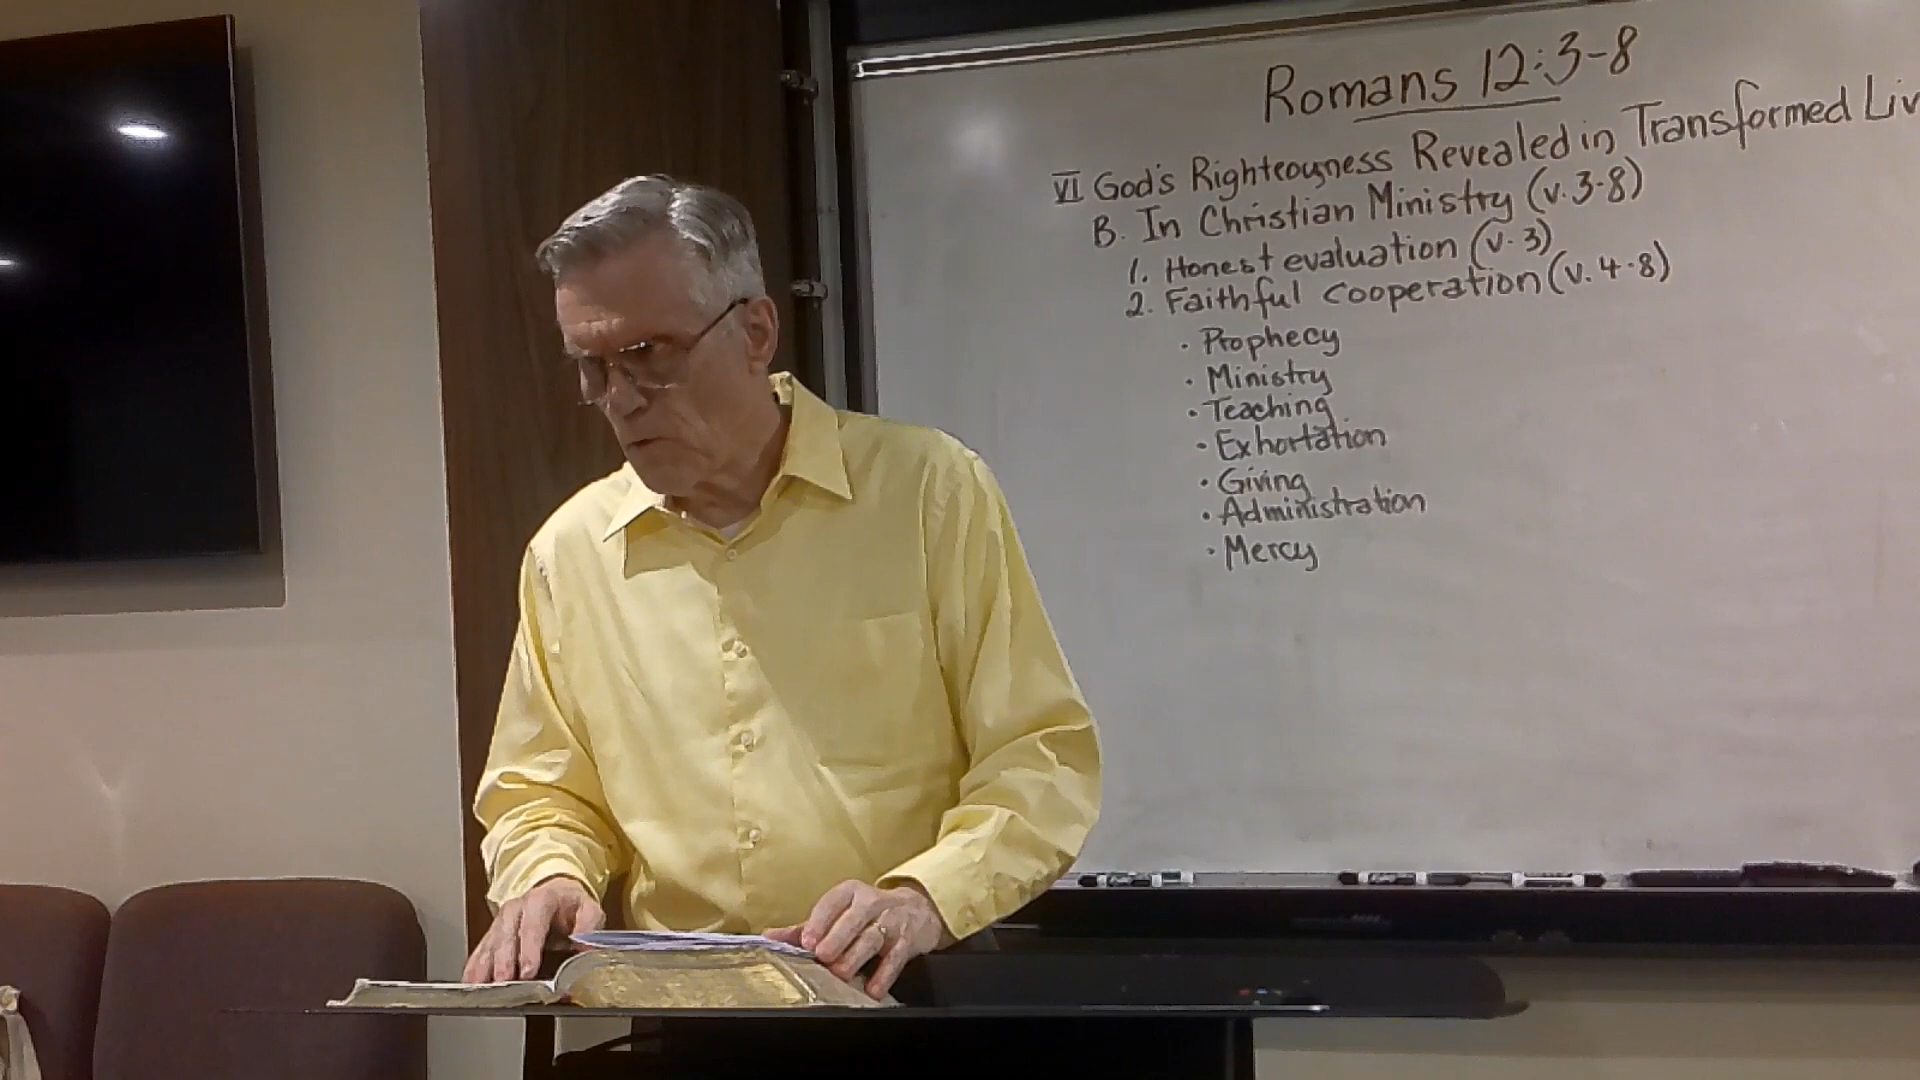 Romans 12:3-8
VI God's Righteousness Revealed in Transformed Liv
B. In Christian Ministry (v. 3-8)
1. Honest evaluation (v. 3)
2. Faithful cooperation (v. 4-8)
• Prophecy
• Ministry
• Teaching
• Exhortation
• Giving
• Administration
• Mercy